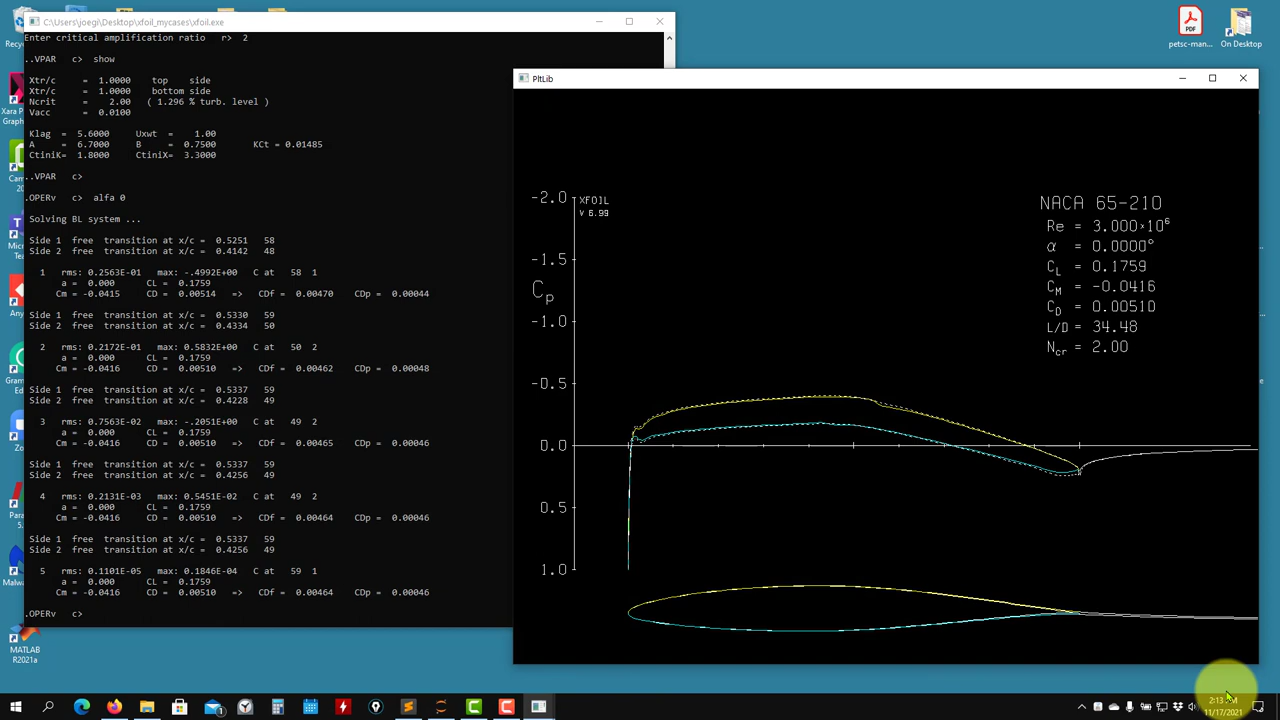 C:\Users\joegi\Desktop\xfoil_mycases\xfoil.exe
Enter critical amplification ratio   r>  2
..VPAR   c>  show
Xtr/c     =  1.0000    top    side
Xtr/c     =  1.0000    bottom side
Ncrit     =    2.00   ( 1.296 % turb. level )
Vacc      =  0.0100
Klag  =  5.6000     Uxwt  =    1.00
A     =  6.7000     B     =  0.7500       KCt = 0.01485
CtiniK=  1.8000     CtiniX=  3.3000
..VPAR   c>
.OPERv   c>  alfa 0
Solving BL system ...
Side 1  free  transition at x/c =  0.5251   58
Side 2  free  transition at x/c =  0.4142   48
1   rms: 0.2563E-01   max: -.4992E+00   C at   58  1
a =  0.000      CL =  0.1759
Cm = -0.0415     CD =  0.00514   =>   CDf =  0.00470    CDp =  0.00044
Side 1  free  transition at x/c =  0.5330   59
Side 2  free  transition at x/c =  0.4334   50
2   rms: 0.2172E-01   max: 0.5832E+00   C at   50  2
a =  0.000      CL =  0.1759
Cm = -0.0416     CD =  0.00510   =>   CDf =  0.00462    CDp =  0.00048
Side 1  free  transition at x/c =  0.5337   59
Side 2  free  transition at x/c =  0.4228   49
3   rms: 0.7563E-02   max: -.2051E+00   C at   49  2
a =  0.000      CL =  0.1759
Cm = -0.0416     CD =  0.00510   =>   CDf =  0.00465    CDp =  0.00046
Side 1  free  transition at x/c =  0.5337   59
Side 2  free  transition at x/c =  0.4256   49
4   rms: 0.2131E-03   max: 0.5451E-02   C at   49  2
a =  0.000      CL =  0.1759
Cm = -0.0416     CD =  0.00510   =>   CDf =  0.00464    CDp =  0.00046
Side 1  free  transition at x/c =  0.5337   59
Side 2  free  transition at x/c =  0.4256   49
5   rms: 0.1101E-05   max: 0.1846E-04   C at   59  1
a =  0.000      CL =  0.1759
Cm = -0.0416     CD =  0.00510   =>   CDf =  0.00464    CDp =  0.00046
.OPERv   c>
PltLib
XFOIL
V 6.99
-2.0
-1.5
Cp
-1.0
-0.5
0.0
0.5
1.0
NACA 65-210
Re = 3.000×10⁶
α = 0.0000°
CL = 0.1759
CM = -0.0416
CD = 0.00510
L/D = 34.48
Ncr = 2.00
petsc-man...
On Desktop
MATLAB
R2021a
11/17/2021